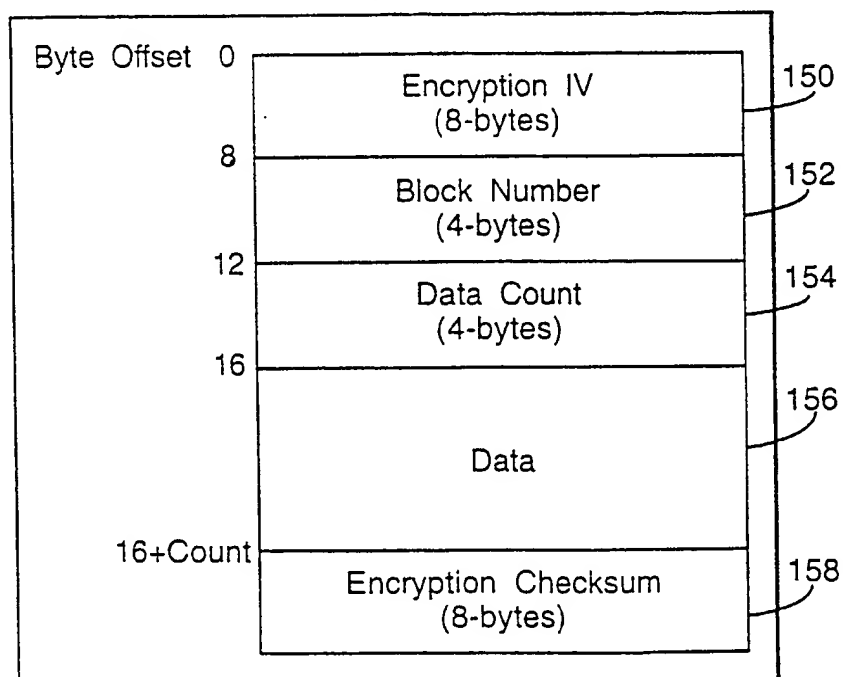 Byte Offset 0
Encryption IV
(8-bytes)
150
8
Block Number
(4-bytes)
152
12
Data Count
(4-bytes)
154
16
Data
156
16+Count
Encryption Checksum
(8-bytes)
158